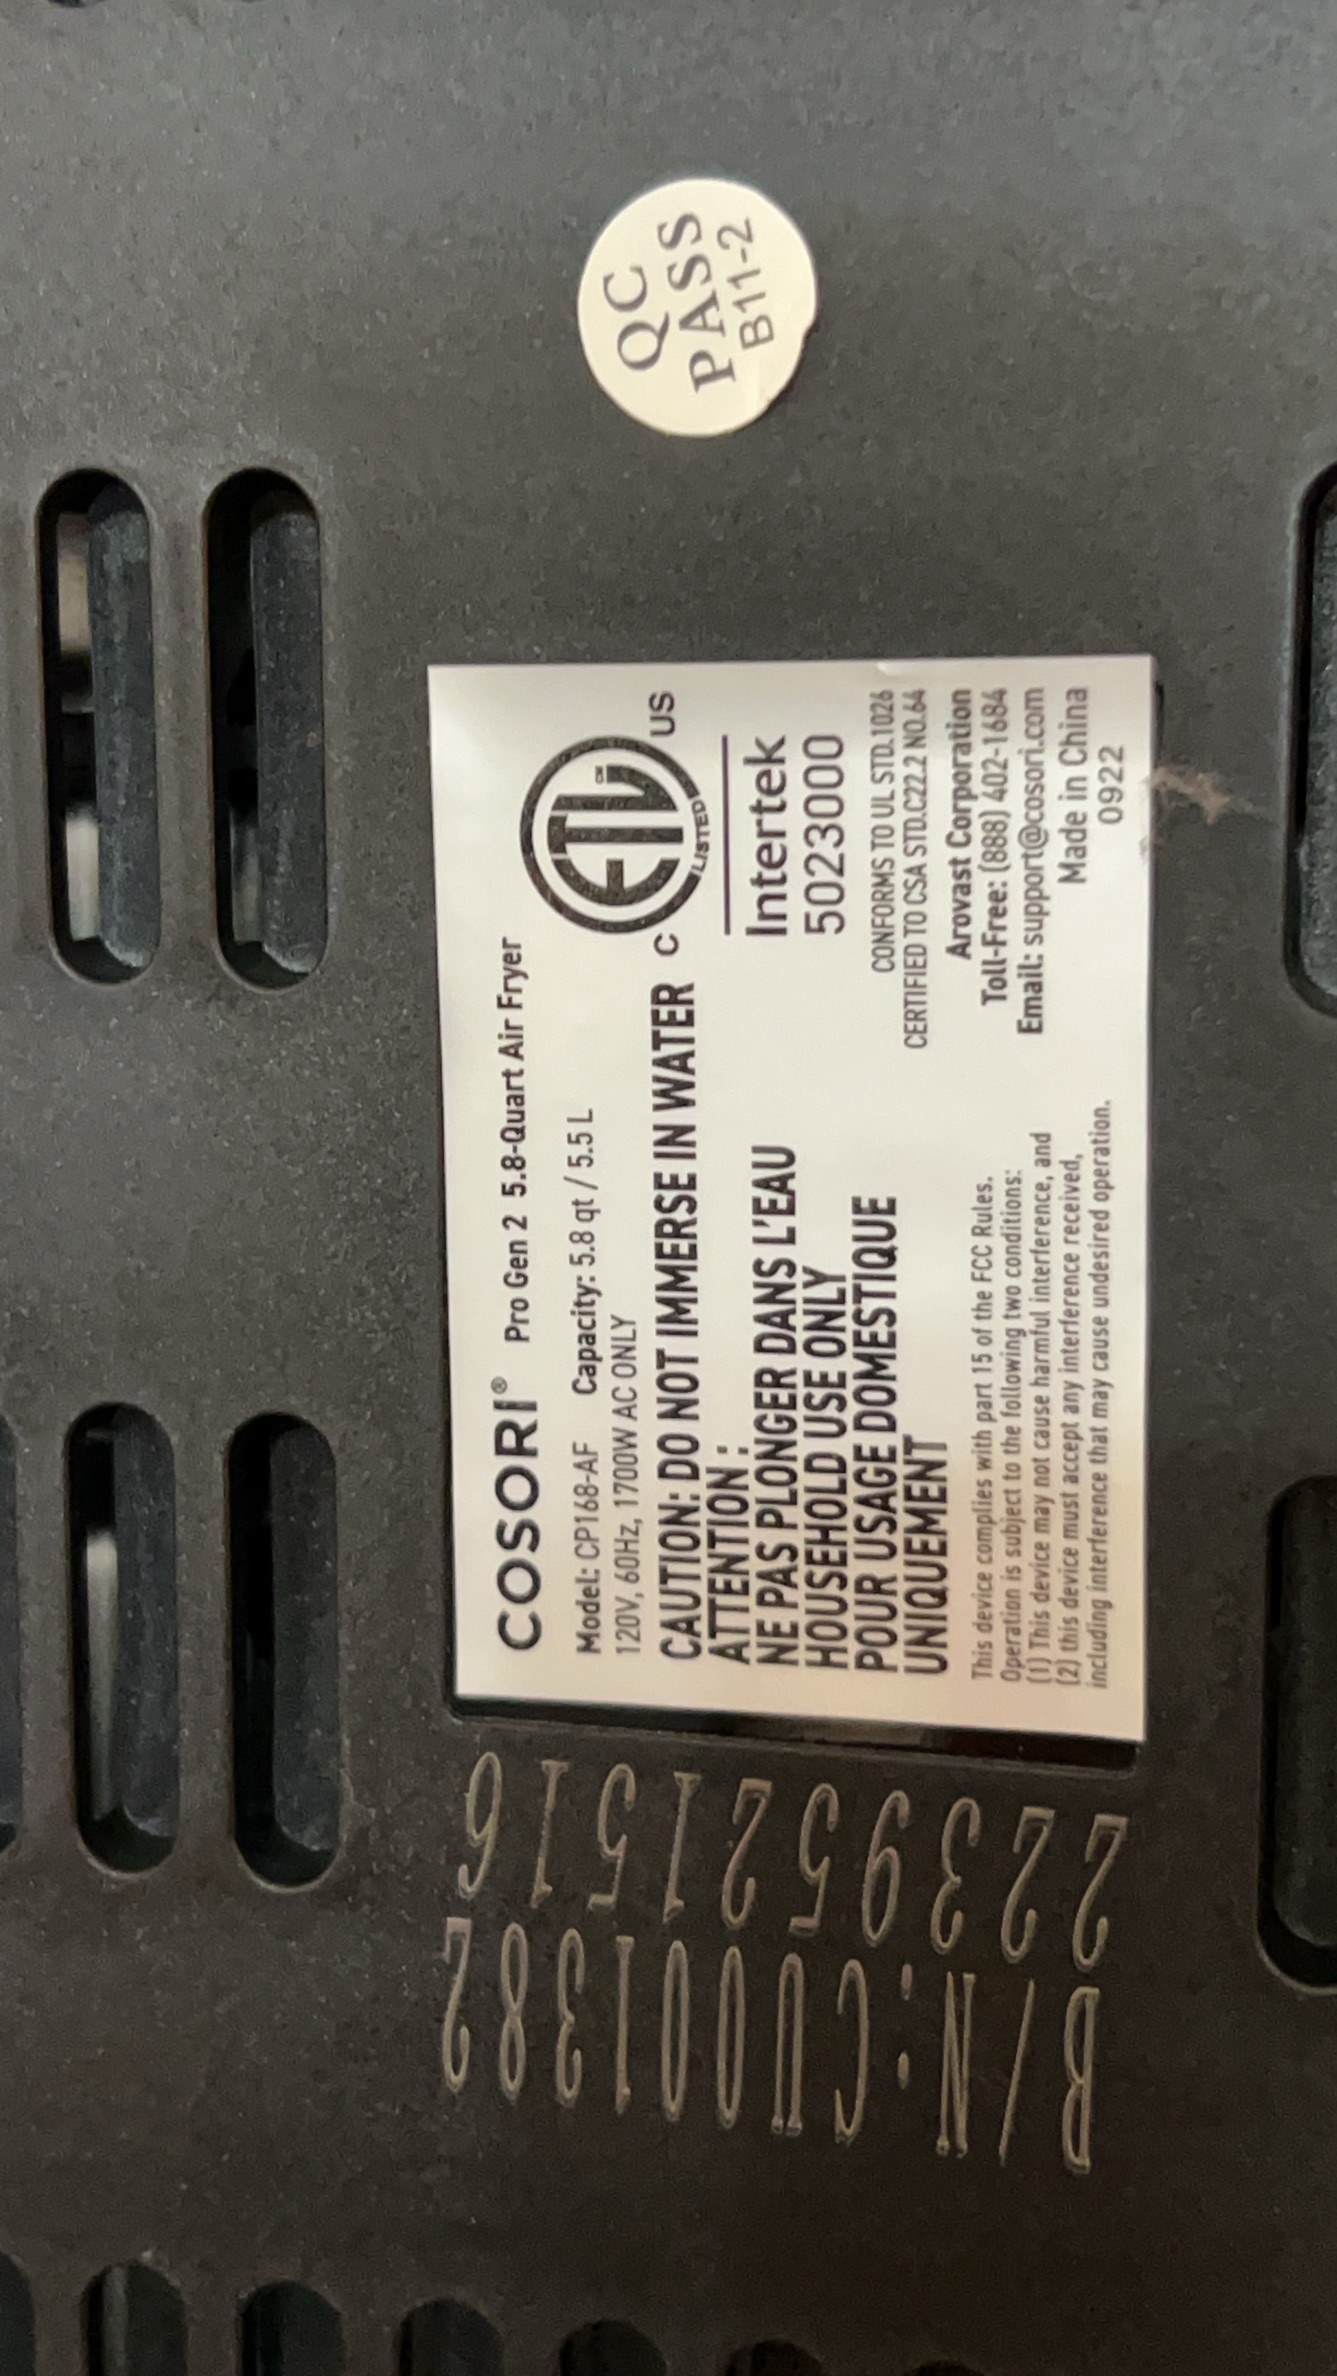 COSORI® Pro Gen 2 5.8-Quart Air Fryer
Model: CP168-AF Capacity: 5.8 qt / 5.5 L
120V, 60Hz, 1700W AC ONLY
CAUTION: DO NOT IMMERSE IN WATER
ATTENTION :
NE PAS PLONGER DANS L'EAU
HOUSEHOLD USE ONLY
POUR USAGE DOMESTIQUE
UNIQUEMENT
This device complies with part 15 of the FCC Rules.
Operation is subject to the following two conditions:
(1) This device may not cause harmful interference, and
(2) this device must accept any interference received,
including interference that may cause undesired operation.
ETL
CM
LISTED
C US
Intertek
5023000
CONFORMS TO UL STD.1026
CERTIFIED TO CSA STD.C22.2 NO.64
Arovast Corporation
Toll-Free: (888) 402-1684
Email: support@cosori.com
Made in China
0922
QC
PASS
B11-2
B/N:CU001382
2239521516